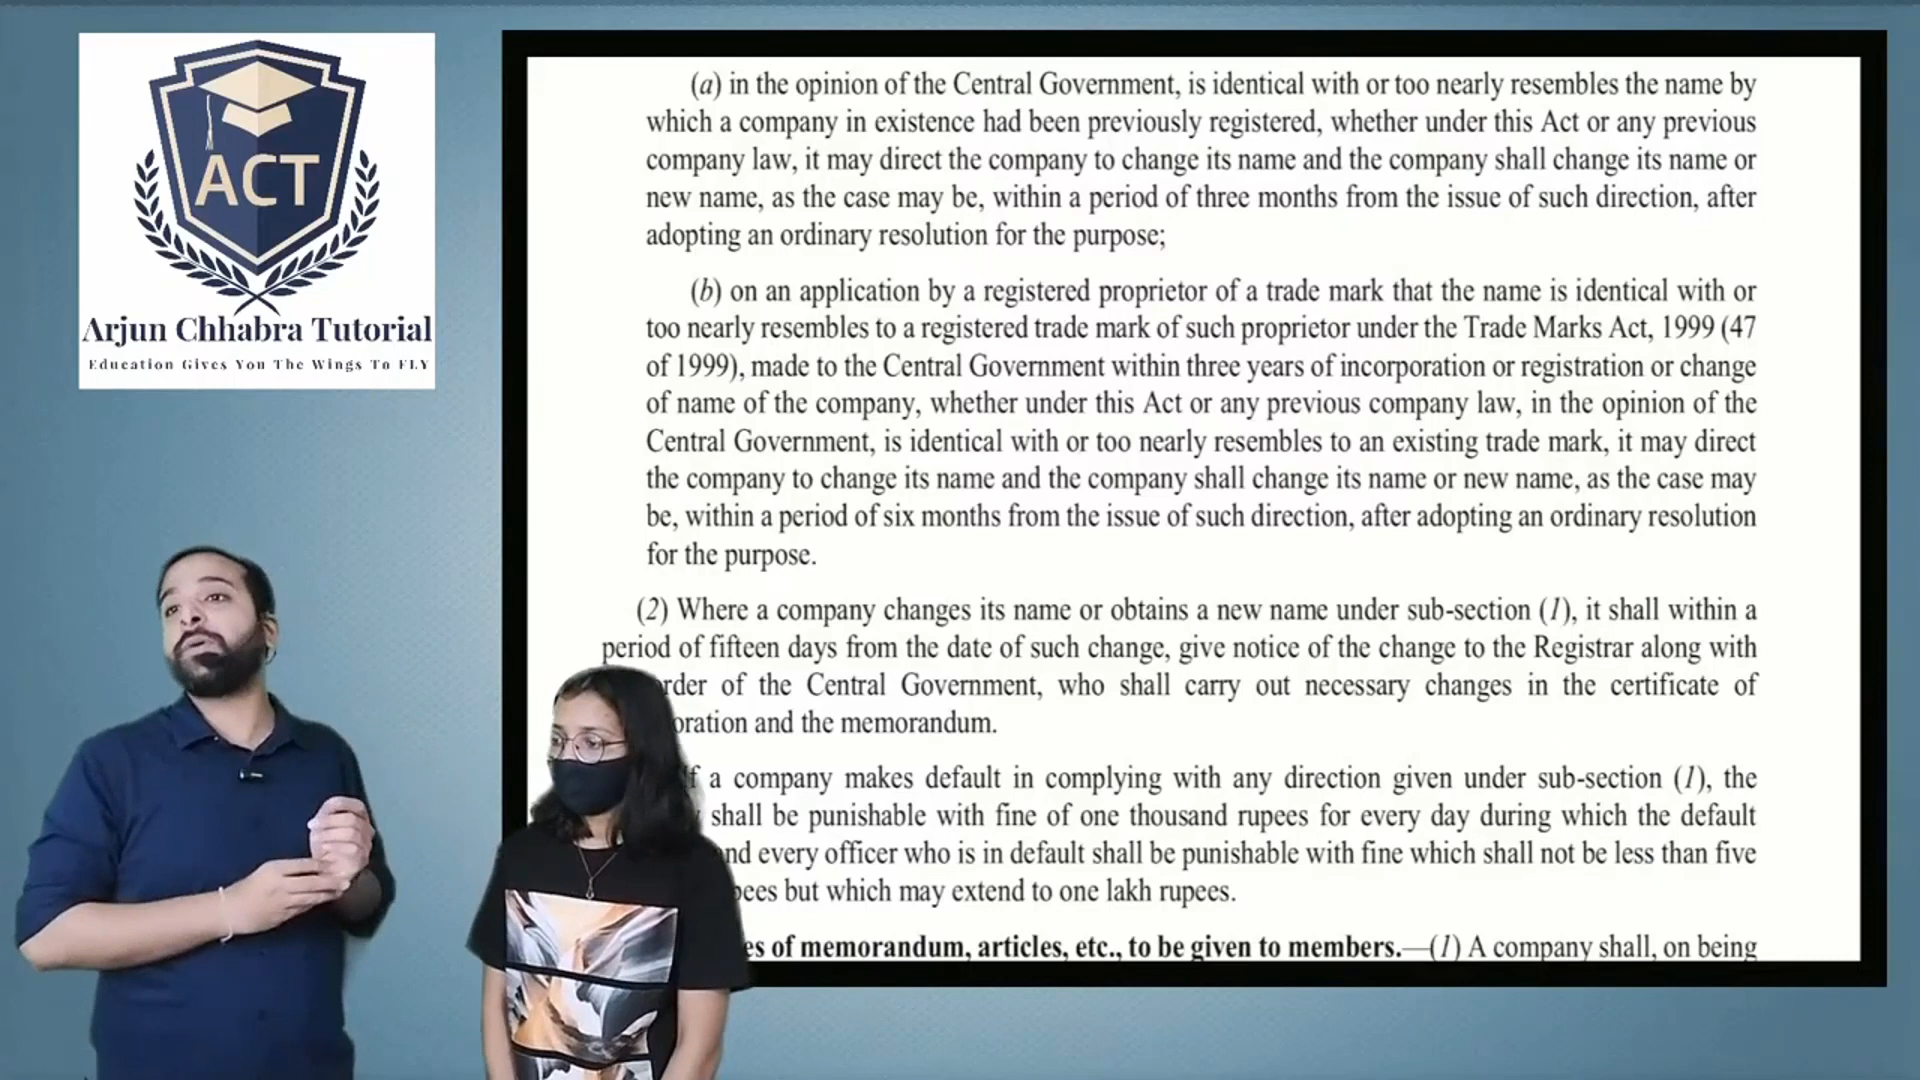 ACT
Arjun Chhabra Tutorial
Education Gives You The Wings To FLY
(a) in the opinion of the Central Government, is identical with or too nearly resembles the name by
which a company in existence had been previously registered, whether under this Act or any previous
company law, it may direct the company to change its name and the company shall change its name or
new name, as the case may be, within a period of three months from the issue of such direction, after
adopting an ordinary resolution for the purpose;
(b) on an application by a registered proprietor of a trade mark that the name is identical with or
too nearly resembles to a registered trade mark of such proprietor under the Trade Marks Act, 1999 (47
of 1999), made to the Central Government within three years of incorporation or registration or change
of name of the company, whether under this Act or any previous company law, in the opinion of the
Central Government, is identical with or too nearly resembles to an existing trade mark, it may direct
the company to change its name and the company shall change its name or new name, as the case may
be, within a period of six months from the issue of such direction, after adopting an ordinary resolution
for the purpose.
(2) Where a company changes its name or obtains a new name under sub-section (1), it shall within a
period of fifteen days from the date of such change, give notice of the change to the Registrar along with
of the Central Government, who shall carry out necessary changes in the certificate of
and the memorandum.
a company makes default in complying with any direction given under sub-section (1), the
shall be punishable with fine of one thousand rupees for every day during which the default
every officer who is in default shall be punishable with fine which shall not be less than five
but which may extend to one lakh rupees.
of memorandum, articles, etc., to be given to members.—(1) A company shall, on being